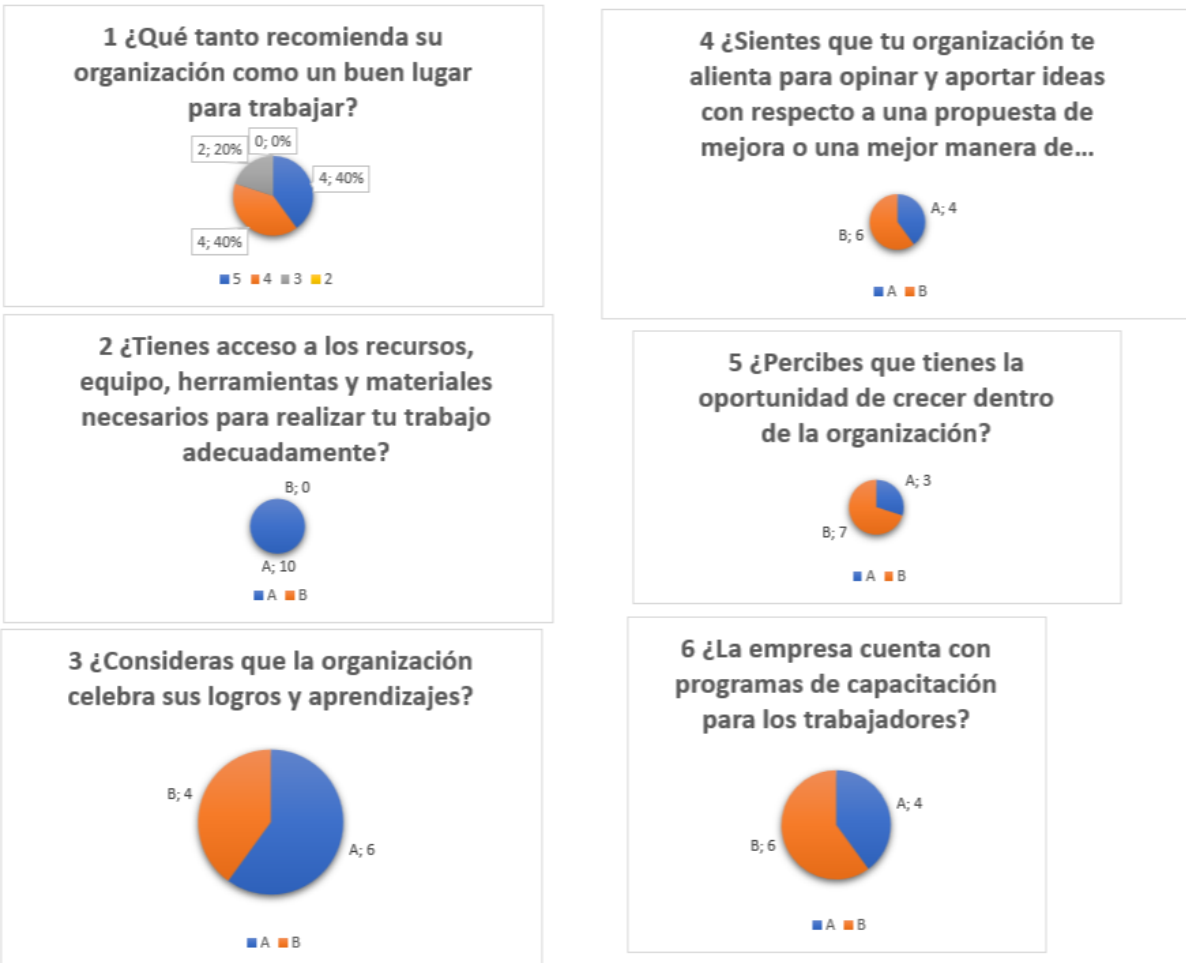 1 ¿Qué tanto recomienda su
organización como un buen lugar
para trabajar?
2; 20%
0; 0%
4; 40%
4; 40%
5 4 3 2
2 ¿Tienes acceso a los recursos,
equipo, herramientas y materiales
necesarios para realizar tu trabajo
adecuadamente?
B; 0
A; 10
A B
3 ¿Consideras que la organización
celebra sus logros y aprendizajes?
B; 4
A; 6
A B
4 ¿Sientes que tu organización te
alienta para opinar y aportar ideas
con respecto a una propuesta de
mejora o una mejor manera de...
A; 4
B; 6
A B
5 ¿Percibes que tienes la
oportunidad de crecer dentro
de la organización?
A; 3
B; 7
A B
6 ¿La empresa cuenta con
programas de capacitación
para los trabajadores?
A; 4
B; 6
A B